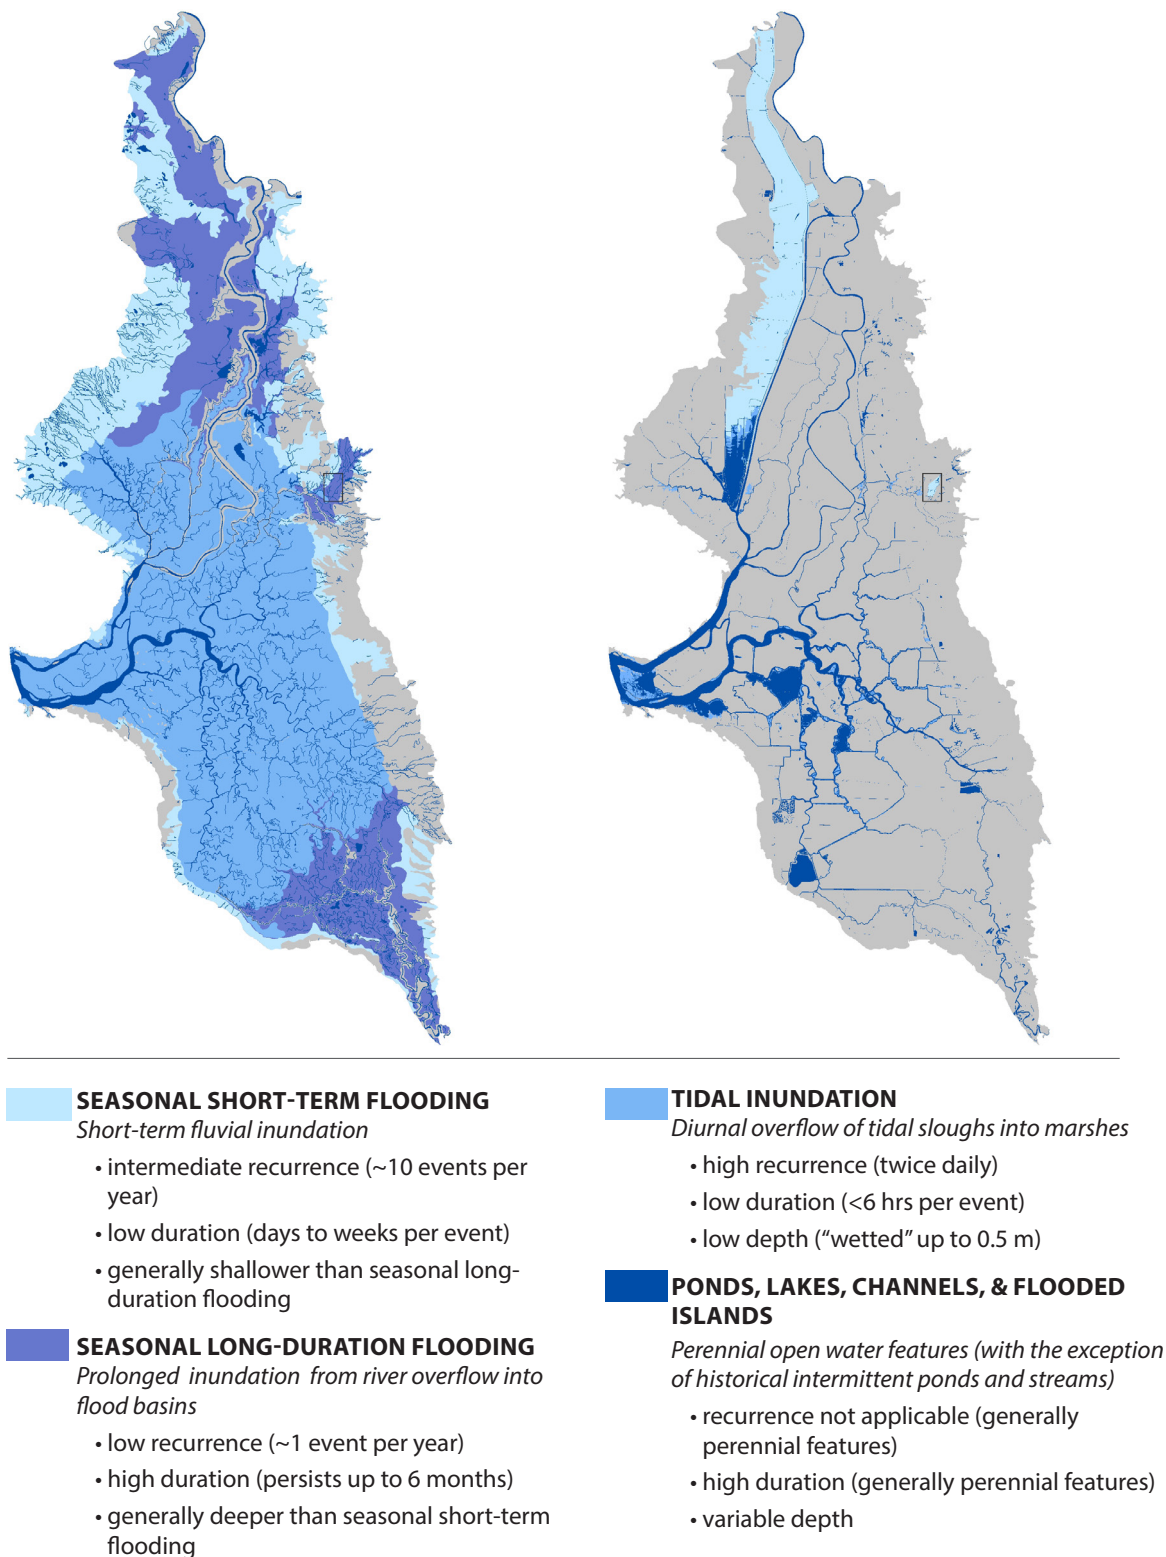 SEASONAL SHORT-TERM FLOODING
Short-term fluvial inundation
• intermediate recurrence (~10 events per
year)
• low duration (days to weeks per event)
• generally shallower than seasonal long-
duration flooding
SEASONAL LONG-DURATION FLOODING
Prolonged inundation from river overflow into
flood basins
• low recurrence (~1 event per year)
• high duration (persists up to 6 months)
• generally deeper than seasonal short-term
flooding
TIDAL INUNDATION
Diurnal overflow of tidal sloughs into marshes
• high recurrence (twice daily)
• low duration (<6 hrs per event)
• low depth (“wetted” up to 0.5 m)
PONDS, LAKES, CHANNELS, & FLOODED
ISLANDS
Perennial open water features (with the exception
of historical intermittent ponds and streams)
• recurrence not applicable (generally
perennial features)
• high duration (generally perennial features)
• variable depth